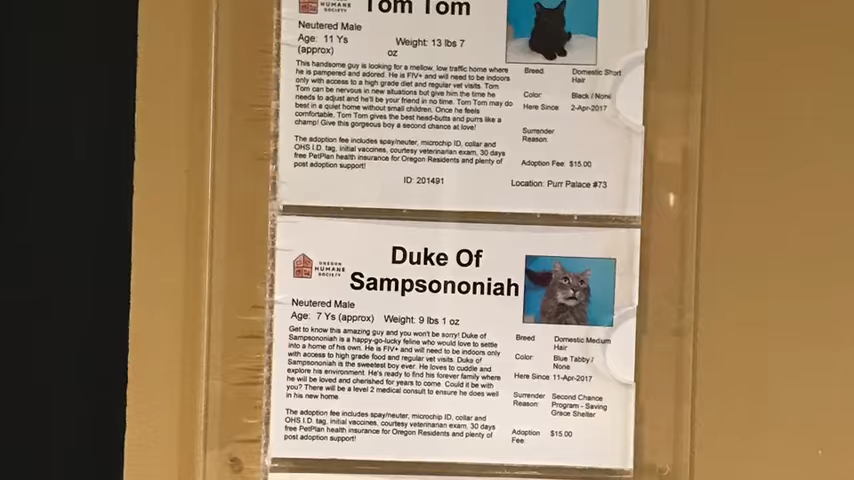 HUMANE
SOCIETY
Tom Tom
Neutered Male
Age: 11 Ys
(approx)
Weight: 13 lbs 7
oz
This handsome guy is looking for a mellow, low traffic home where
he is pampered and adored. He is FIV+ and will need to be indoors
only with access to a high grade diet and regular vet visits. Tom
Tom can be nervous in new situations but give him the time he
needs to adjust and he'll be your friend in no time. Tom Tom may do
best in a quiet home without small children. Once he feels
comfortable, Tom Tom gives the best head-butts and purrs like a
champ! Give this gorgeous boy a second chance at love!
The adoption fee includes spay/neuter, microchip ID, collar and
OHS I.D. tag, initial vaccines, courtesy veterinarian exam, 30 days
free PetPlan health insurance for Oregon Residents and plenty of
post adoption support!
ID: 201491
Breed: Domestic Short
Hair
Color: Black / None
Here Since 2-Apr-2017
Surrender
Reason:
Adoption Fee: $15.00
Location: Purr Palace #73
OREGON
HUMANE
SOCIETY
Duke Of
Sampsononiah
Neutered Male
Age: 7 Ys (approx) Weight: 9 lbs 1 oz
Get to know this amazing guy and you won't be sorry! Duke of
Sampsononiah is a happy-go-lucky feline who would love to settle
into a home of his own. He is FIV+ and will need to be indoors only
with access to high grade food and regular vet visits. Duke of
Sampsononiah is the sweetest boy ever. He loves to cuddle and
explore his environment. He's ready to find his forever family where
he will be loved and cherished for years to come. Could it be with
you? There will be a level 2 medical consult to ensure he does well
in his new home.
The adoption fee includes spay/neuter, microchip ID, collar and
OHS I.D. tag, initial vaccines, courtesy veterinarian exam, 30 days
free PetPlan health insurance for Oregon Residents and plenty of
post adoption support!
Breed Domestic Medium
Hair
Color: Blue Tabby /
None
Here Since: 11-Apr-2017
Surrender Second Chance
Reason: Program - Saving
Grace Shelter
Adoption $15.00
Fee